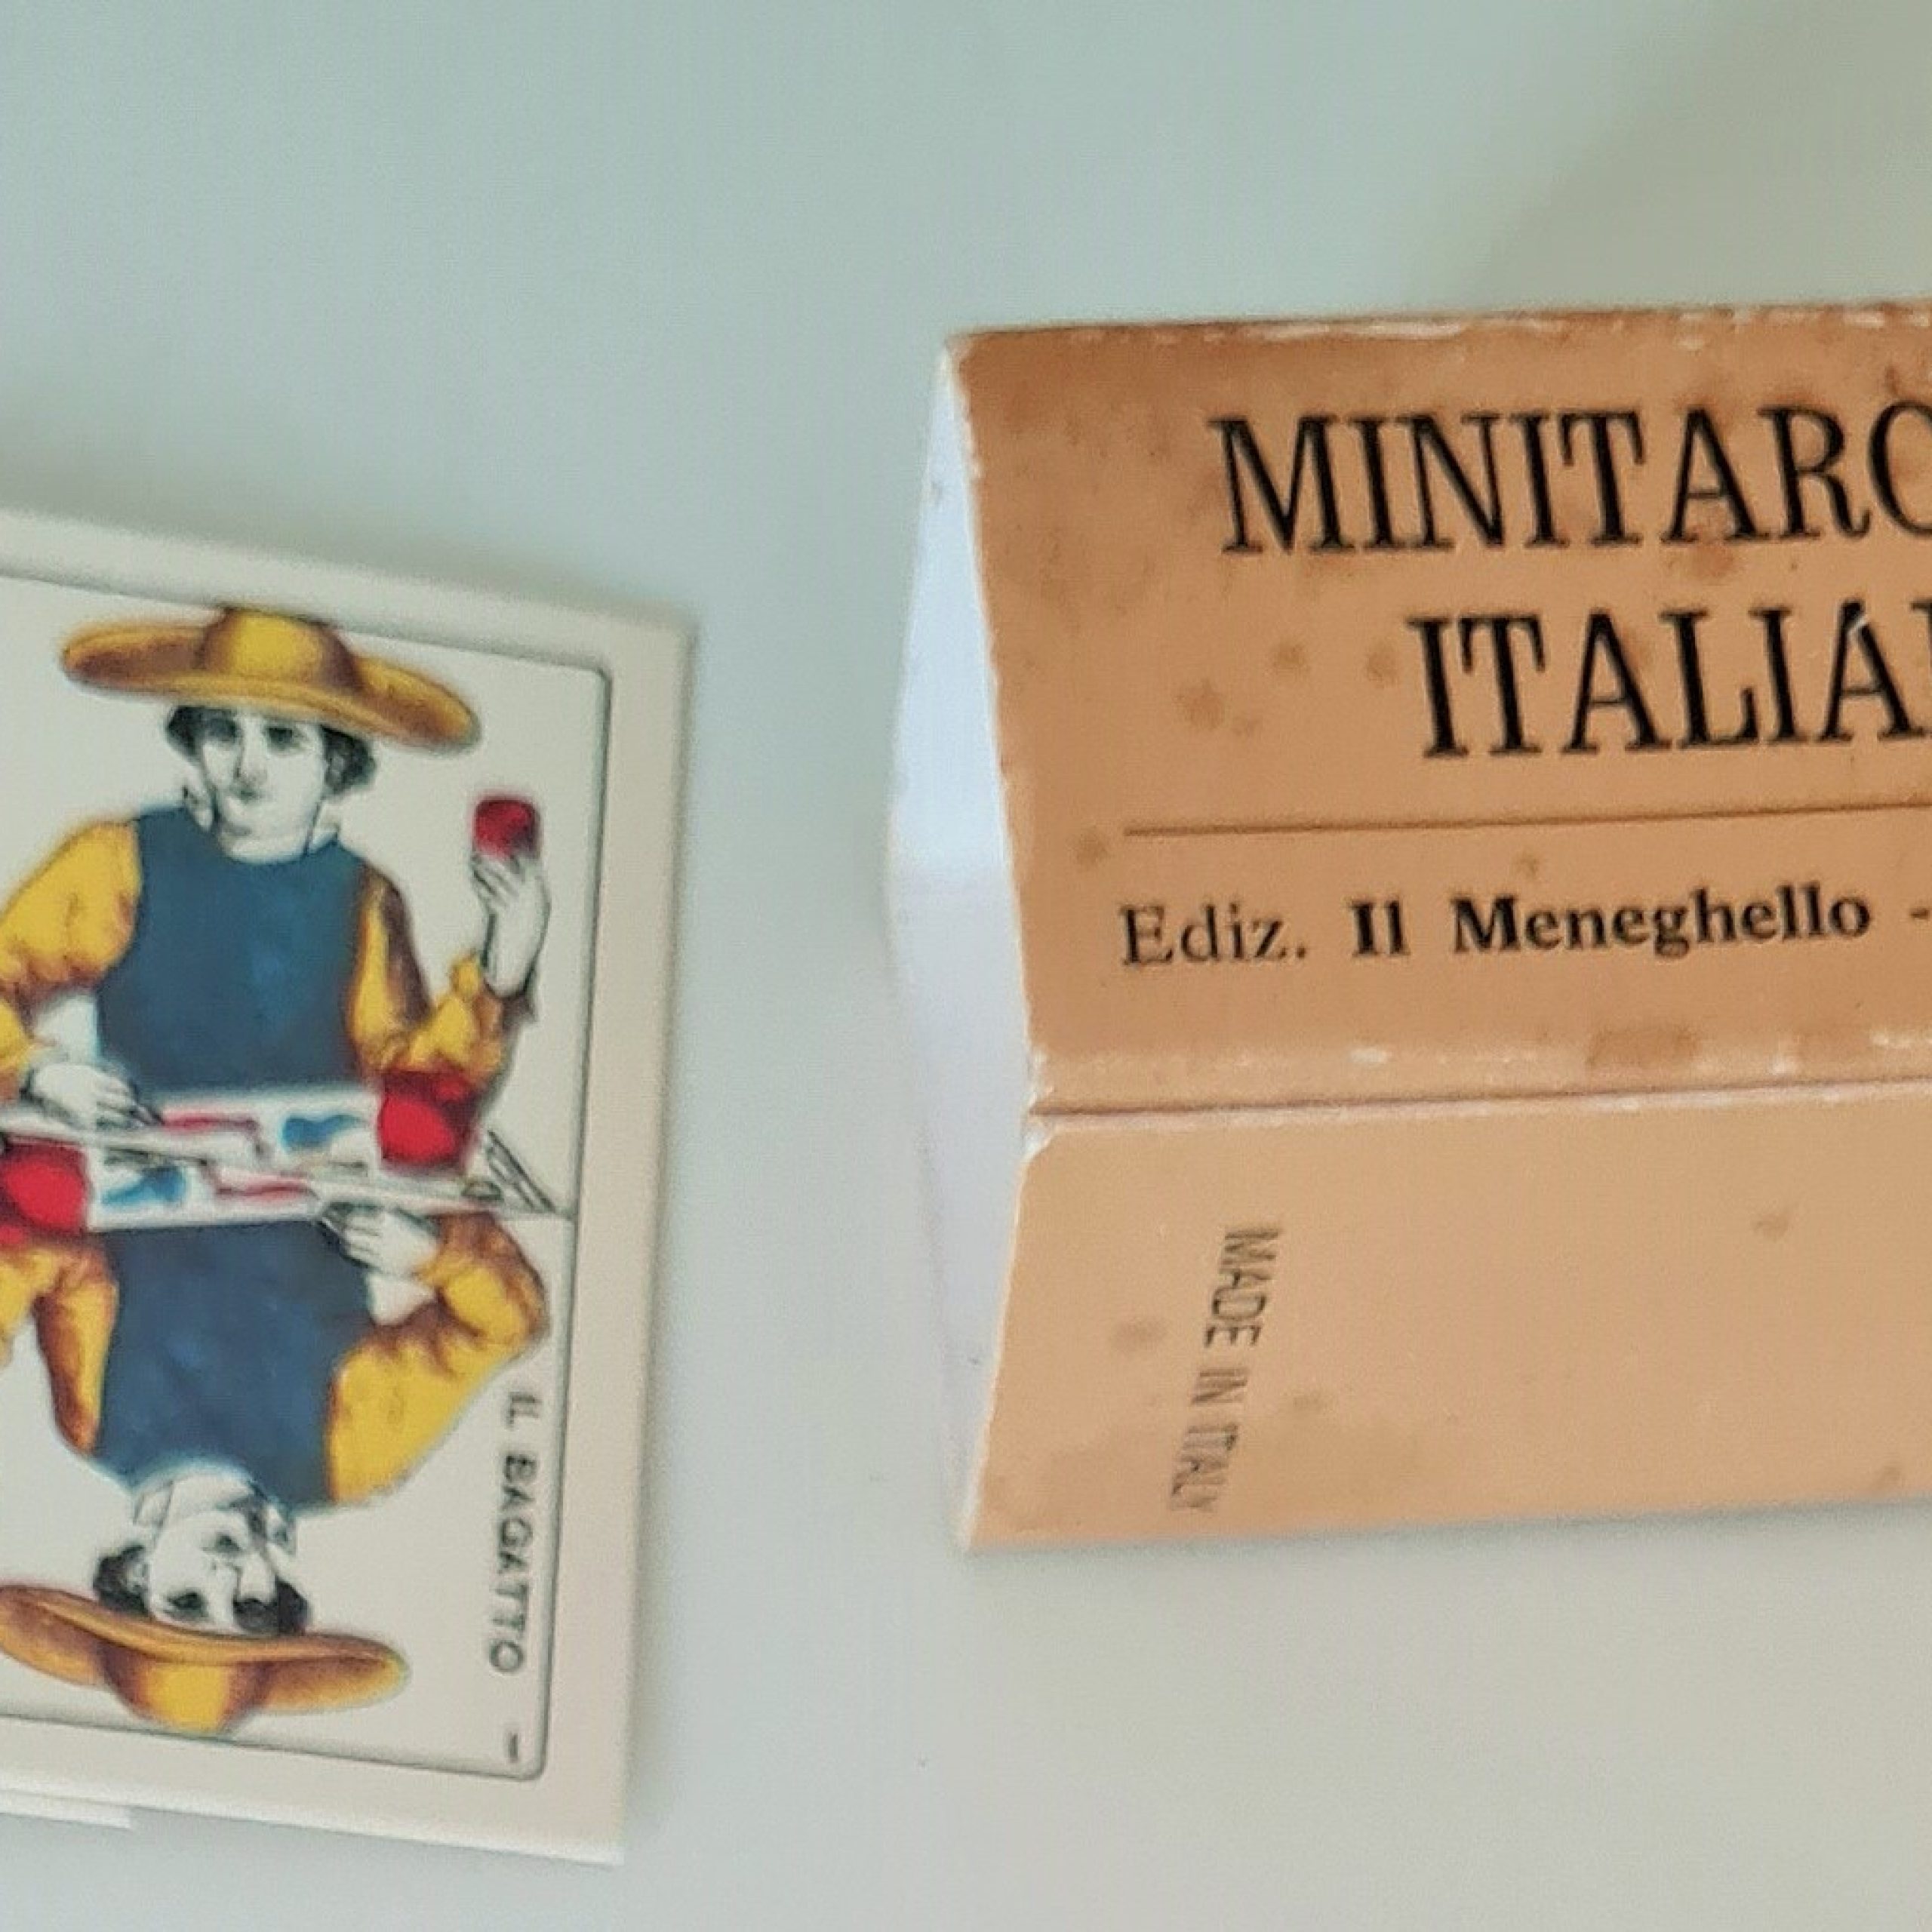 MINITARO
ITALIA
Ediz. Il Meneghello -
MADE IN ITALY
IL BAGATTO
I